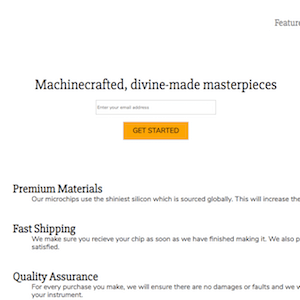 Feature
Machinecrafted, divine-made masterpieces
Enter your email address
GET STARTED
Premium Materials
Our microchips use the shiniest silicon which is sourced globally. This will increase the
Fast Shipping
We make sure you recieve your chip as soon as we have finished making it. We also p
satisfied.
Quality Assurance
For every purchase you make, we will ensure there are no damages or faults and we w
your instrument.